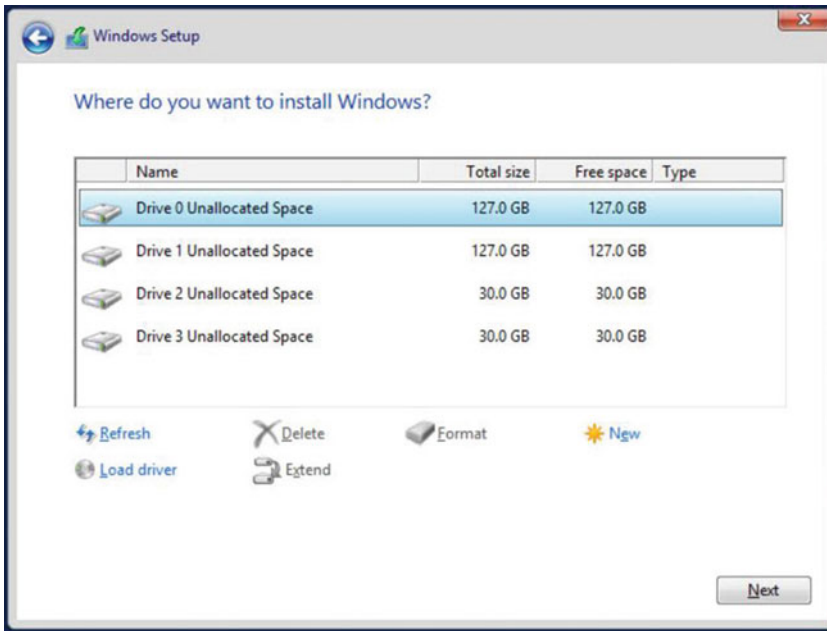 Windows Setup
Where do you want to install Windows?
Name Total size Free space Type
Drive 0 Unallocated Space 127.0 GB 127.0 GB
Drive 1 Unallocated Space 127.0 GB 127.0 GB
Drive 2 Unallocated Space 30.0 GB 30.0 GB
Drive 3 Unallocated Space 30.0 GB 30.0 GB
Refresh Delete Format New
Load driver Extend
Next